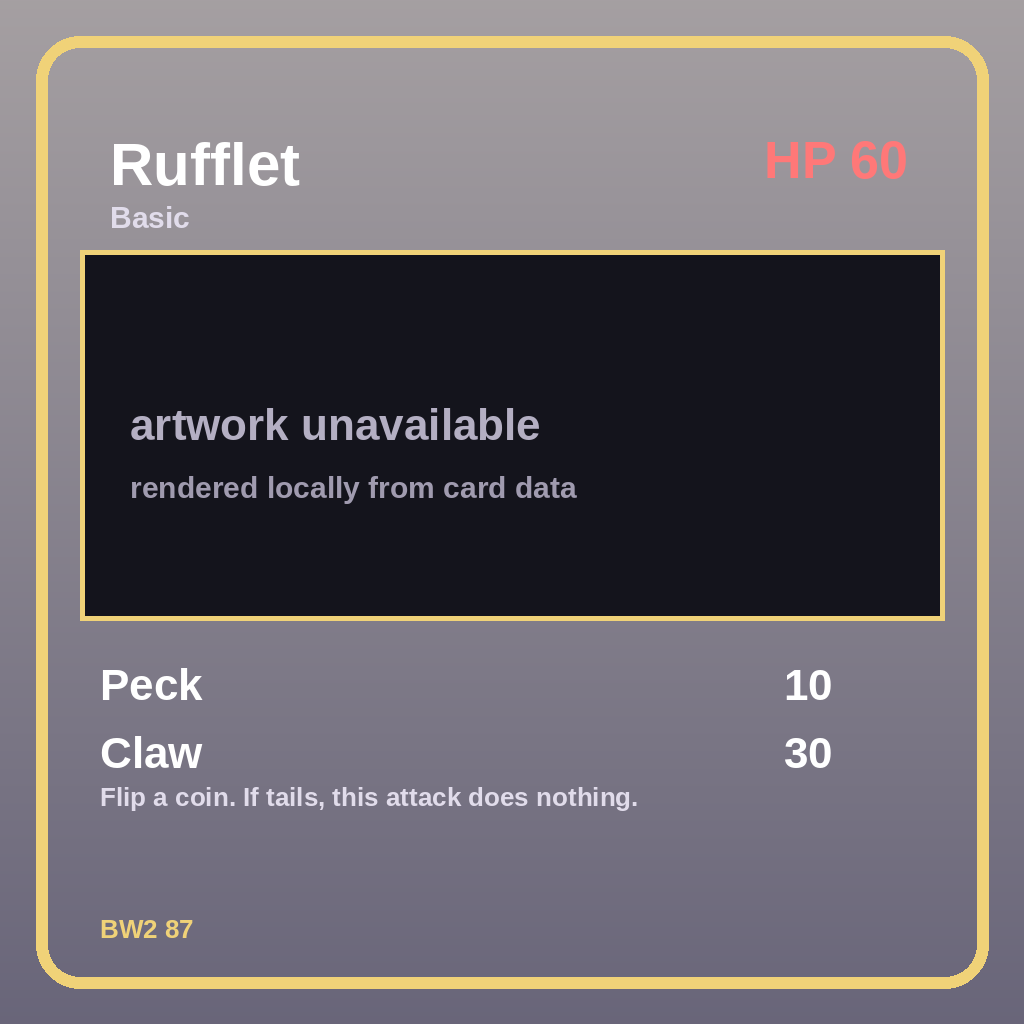 Rufflet
HP 60
Basic
artwork unavailable
rendered locally from card data
Peck 10
Claw 30
Flip a coin. If tails, this attack does nothing.
BW2 87